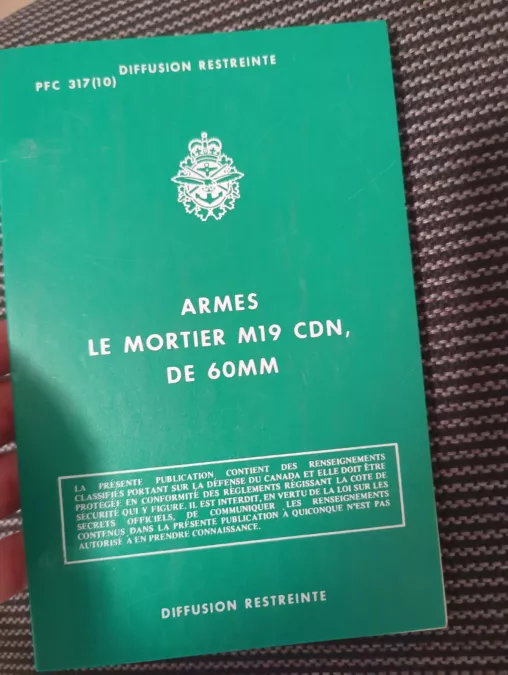 DIFFUSION RESTREINTE
PFC 317(10)
ARMES
LE MORTIER M19 CDN,
DE 60MM
LA PRÉSENTE PUBLICATION CONTIENT DES RENSEIGNEMENTS
CLASSIFIÉS PORTANT SUR LA DÉFENSE DU CANADA ET ELLE DOIT ÊTRE
PROTÉGÉE EN CONFORMITÉ DES RÈGLEMENTS RÉGISSANT LA COTE DE
SÉCURITÉ QUI Y FIGURE. IL EST INTERDIT, EN VERTU DE LA LOI SUR LES
SECRETS OFFICIELS, DE COMMUNIQUER LES RENSEIGNEMENTS
CONTENUS DANS LA PRÉSENTE PUBLICATION À QUICONQUE N'EST PAS
AUTORISÉ À EN PRENDRE CONNAISSANCE.
DIFFUSION RESTREINTE